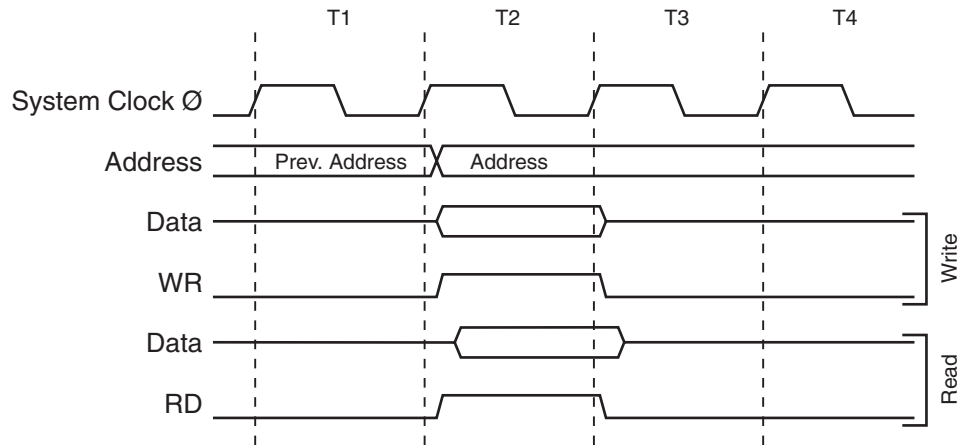 T1 T2 T3 T4
System Clock Ø
Address Prev. Address Address
Data
WR
Write
Data
RD
Read